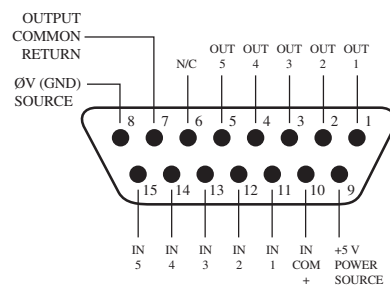 OUTPUT
COMMON
RETURN
ØV (GND)
SOURCE
N/C
OUT
5
OUT
4
OUT
3
OUT
2
OUT
1
8 7 6 5 4 3 2 1
15 14 13 12 11 10 9
IN
5
IN
4
IN
3
IN
2
IN
1
IN
COM
+
+5 V
POWER
SOURCE